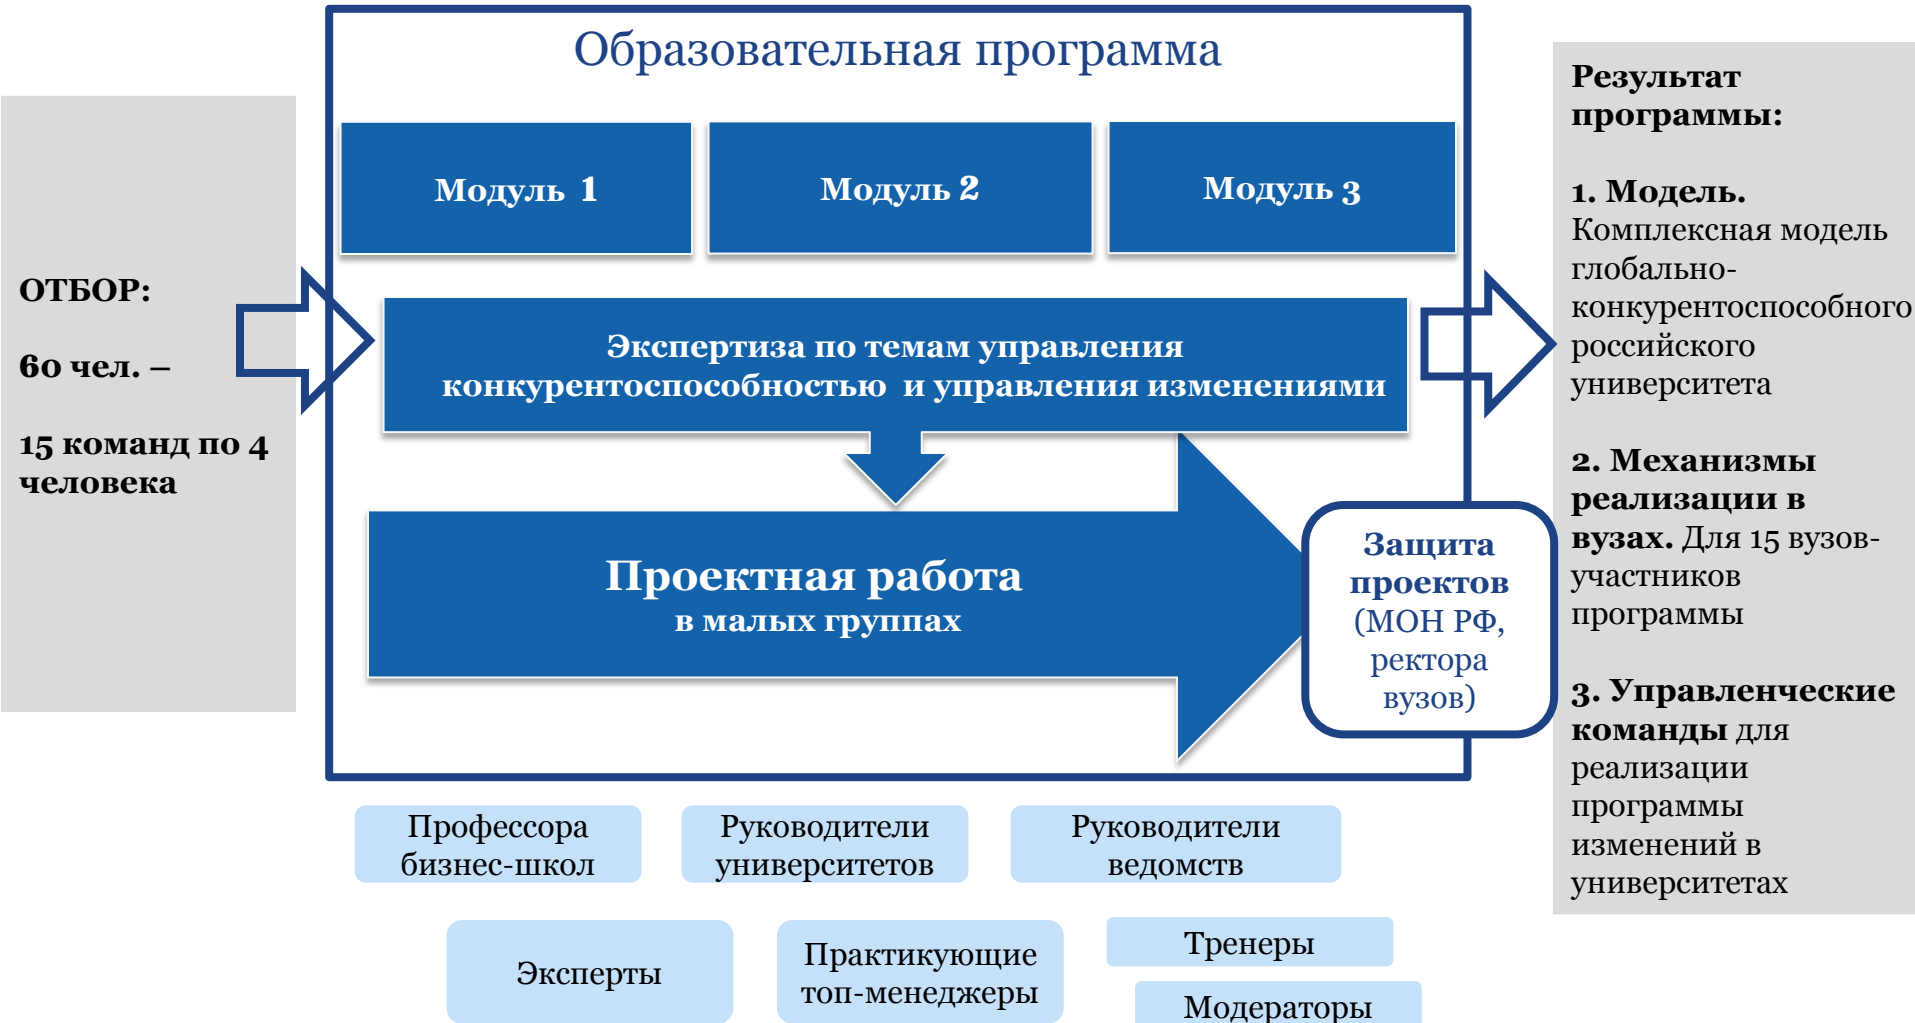 Образовательная программа
ОТБОР:
60 чел. –
15 команд по 4
человека
Модуль 1
Модуль 2
Модуль 3
Экспертиза по темам управления
конкурентоспособностью и управления изменениями
Проектная работа
в малых группах
Защита
проектов
(МОН РФ,
ректора
вузов)
Результат
программы:
1. Модель.
Комплексная модель
глобально-
конкурентоспособного
российского
университета
2. Механизмы
реализации в
вузах. Для 15 вузов-
участников
программы
3. Управленческие
команды для
реализации
программы
изменений в
университетах
Профессора
бизнес-школ
Руководители
университетов
Руководители
ведомств
Эксперты
Практикующие
топ-менеджеры
Тренеры
Модераторы